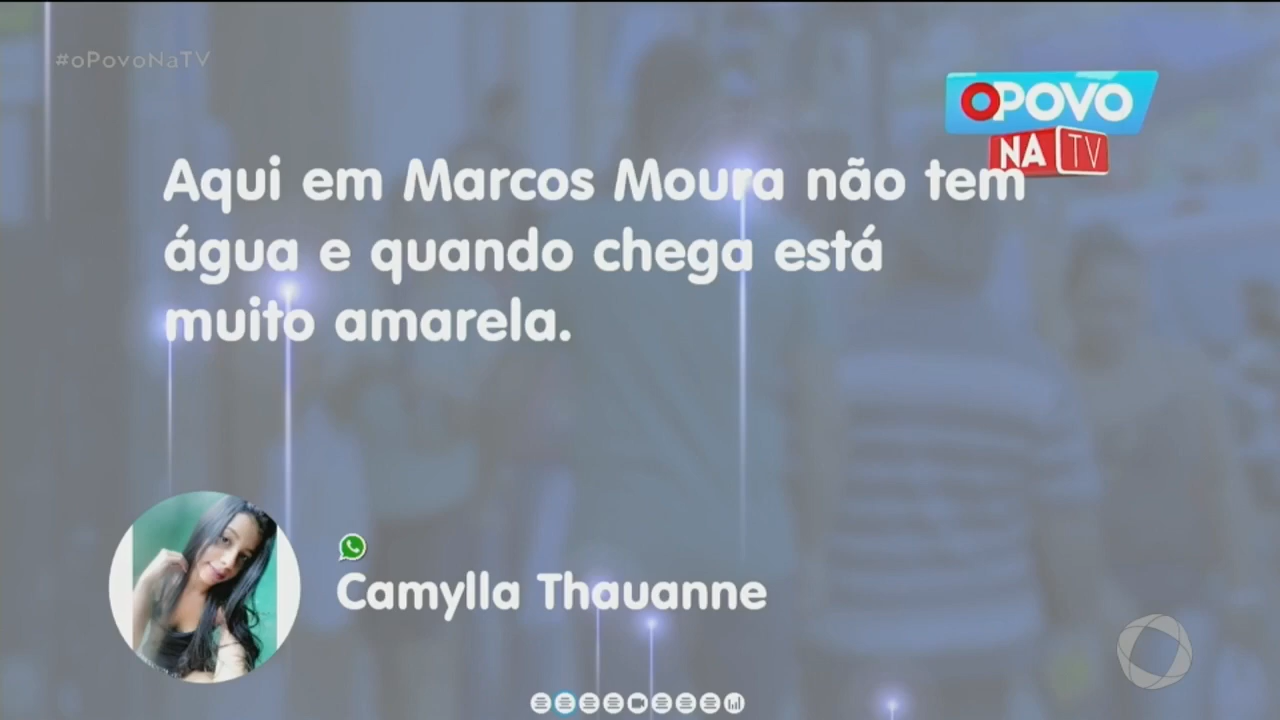 #oPovoNaTV
OPOVO
NA TV
Aqui em Marcos Moura não tem
água e quando chega está
muito amarela.
Camylla Thauanne